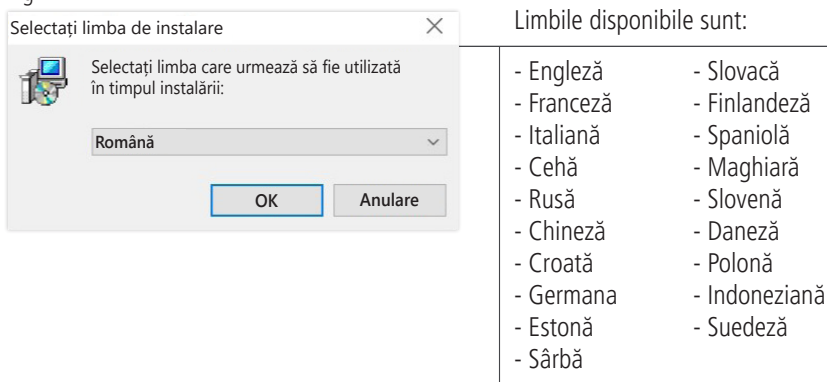 Selectați limba de instalare
Selectați limba care urmează să fie utilizată
în timpul instalării:
Română
OK
Anulare
Limbile disponibile sunt:
- Engleză
- Franceză
- Italiană
- Cehă
- Rusă
- Chineză
- Croată
- Germana
- Estonă
- Sârbă
- Slovacă
- Finlandeză
- Spaniolă
- Maghiară
- Slovenă
- Daneză
- Polonă
- Indoneziană
- Suedeză